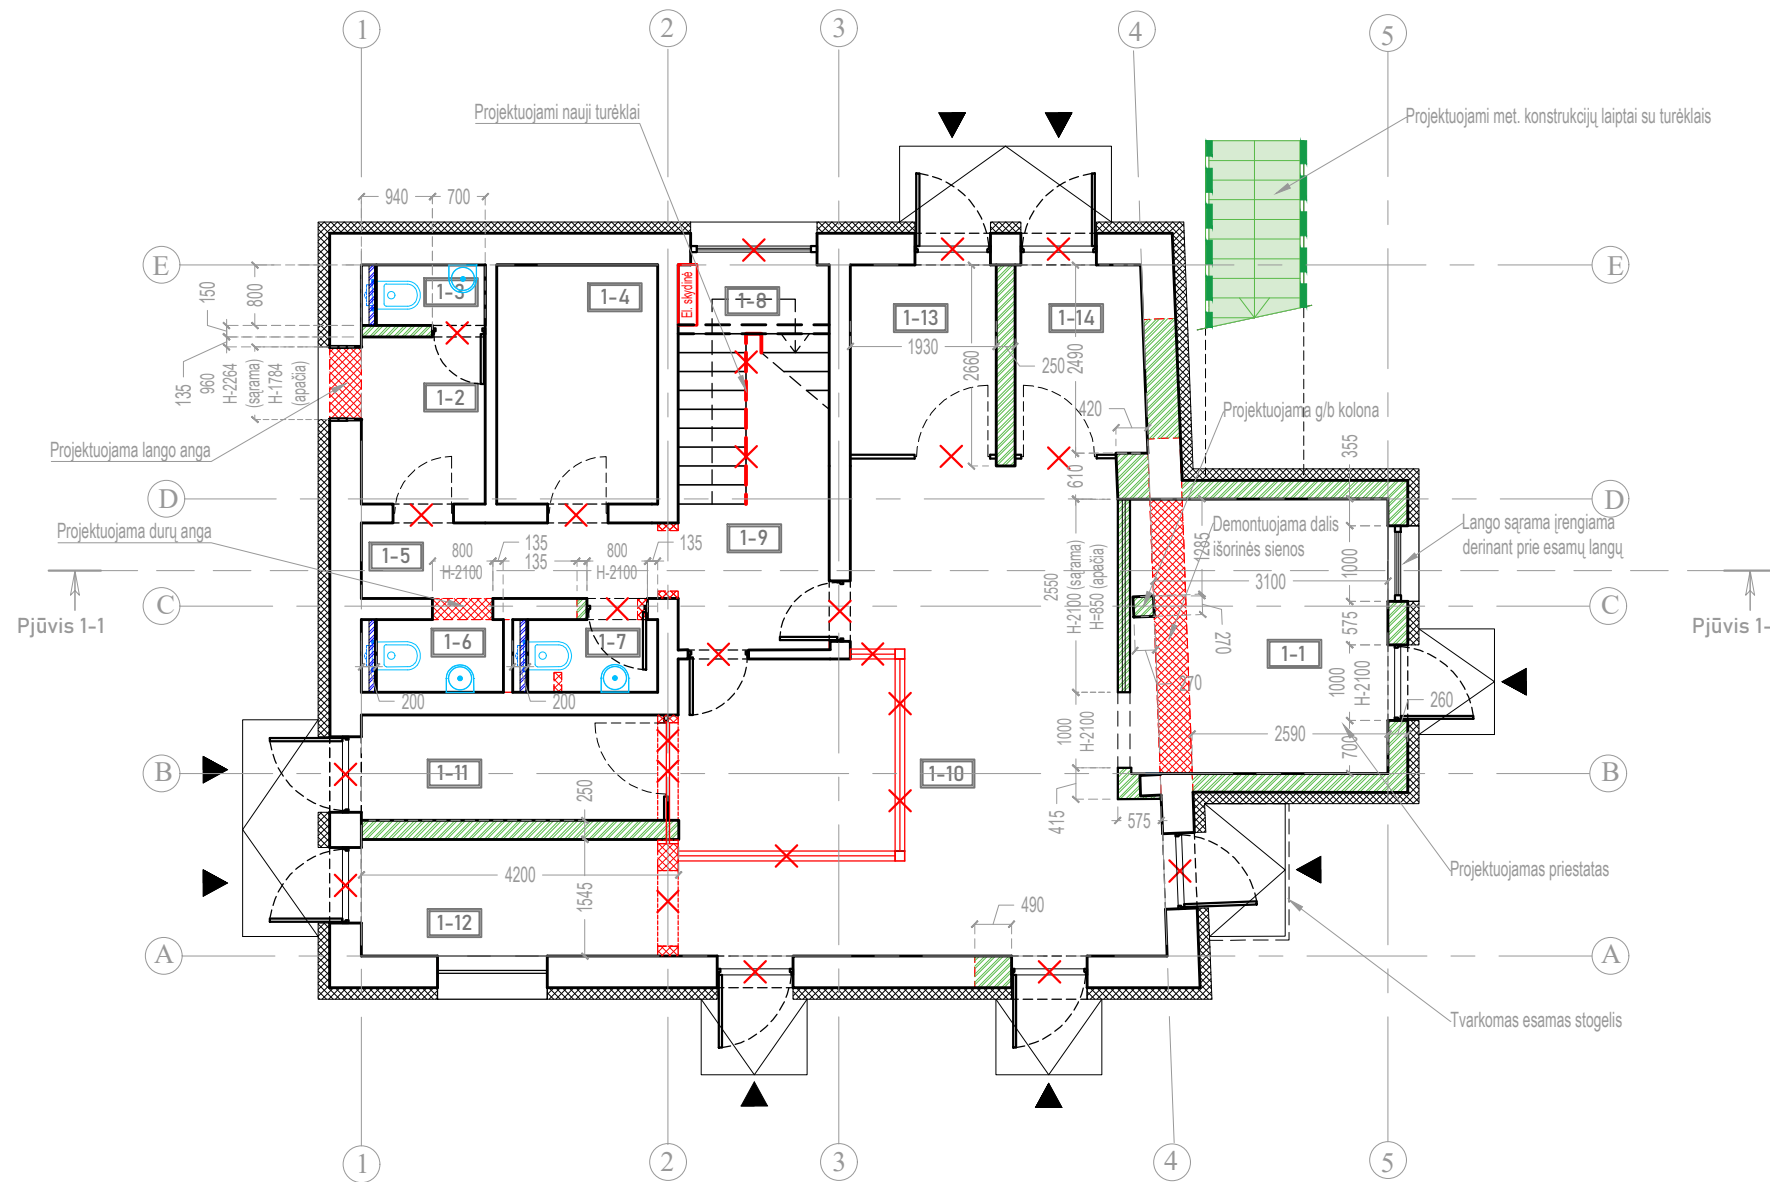 1
2
3
4
5
Projektuojami nauji turėklai
Projektuojami met. konstrukcijų laiptai su turėklais
940
700
E
E
150
800
1-3
1-4
El. skydinė
1-8
1-13
1-14
1930
2660
250
2490
135
960
H-2264
(sąrama)
H-1784
(apačia)
1-2
420
Projektuojama g/b kolona
Projektuojama lango anga
355
610
D
D
Projektuojama durų anga
1-5
800
H-2100
135
135
800
H-2100
135
1-9
Demontuojama dalis
išorinės sienos
Lango sąrama įrengiama
derinant prie esamų langų
1285
3100
1000
2550
H-2100 (sąrama)
H=850 (apačia)
Pjūvis 1-1
Pjūvis 1-
C
C
575
270
1-6
1-7
1-1
200
200
1000
H-2100
260
2590
700
1000
H-2100
B
B
1-11
1-10
250
415
575
4200
1545
Projektuojamas priestatas
1-12
490
A
A
Tvarkomas esamas stogelis
1
2
3
4
5